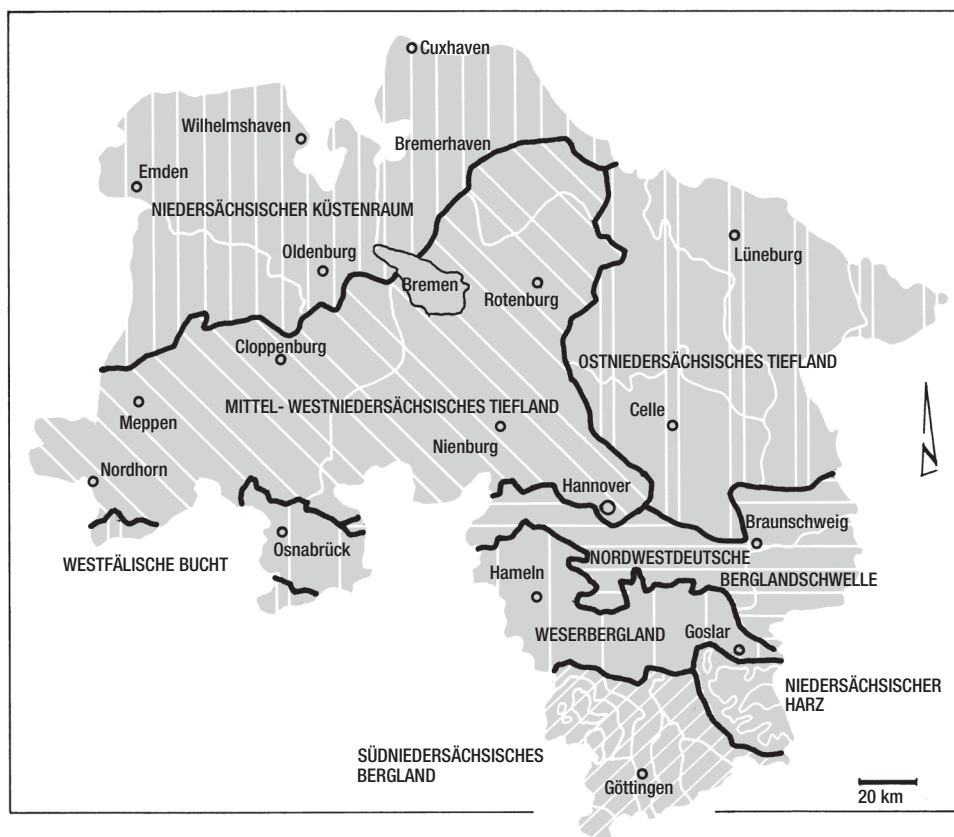 Cuxhaven
Wilhelmshaven
Bremerhaven
Emden
NIEDERSÄCHSISCHER KÜSTENRAUM
Oldenburg
Lüneburg
Bremen
Rotenburg
Cloppenburg
OSTNIEDERSÄCHSISCHES TIEFLAND
MITTEL- WESTNIEDERSÄCHSISCHES TIEFLAND
Celle
Meppen
Nienburg
Nordhorn
Hannover
Braunschweig
Osnabrück
WESTFÄLISCHE BUCHT
NORDWESTDEUTSCHE
BERGLANDSCHWELLE
Hameln
WESERBERGLAND
Goslar
NIEDERSÄCHSISCHER
HARZ
SÜDNIEDERSÄCHSISCHES
BERGLAND
Göttingen
N
20 km